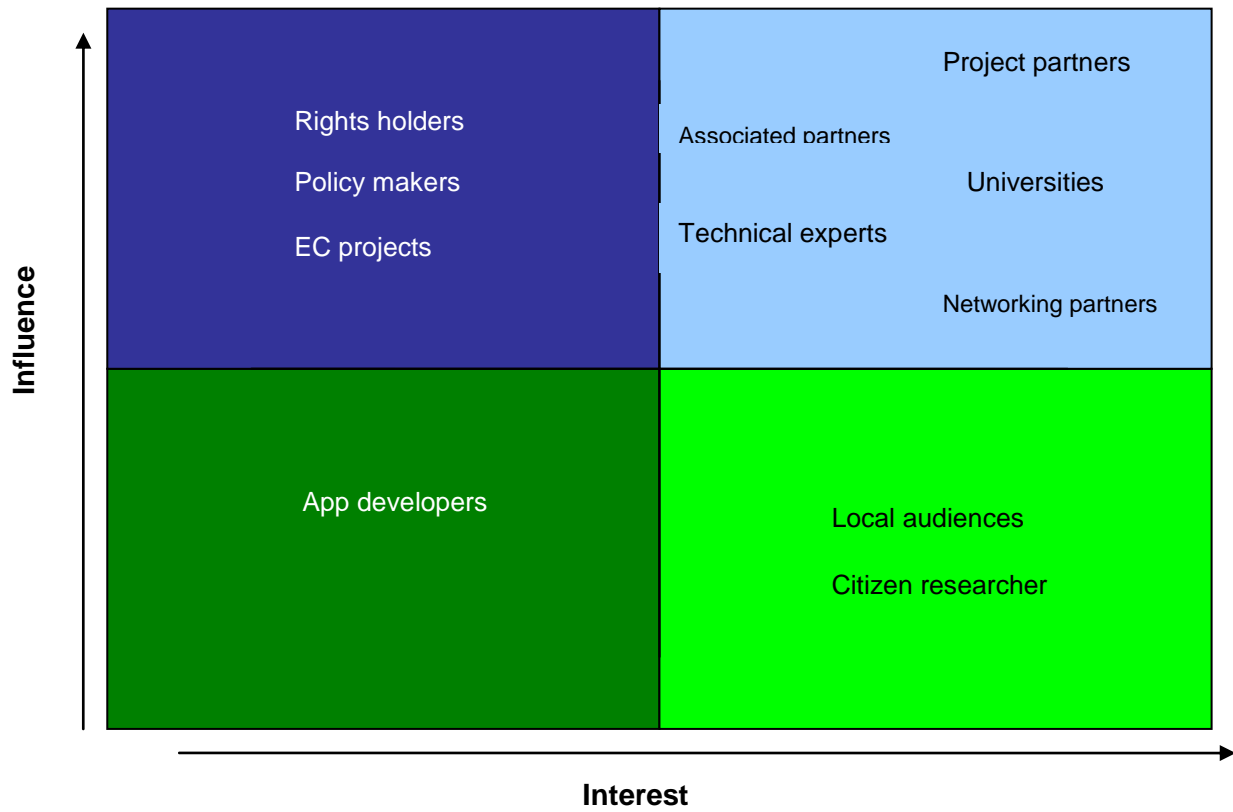 Influence
Rights holders
Policy makers
EC projects
Project partners
Associated partners
Universities
Technical experts
Networking partners
App developers
Local audiences
Citizen researcher
Interest